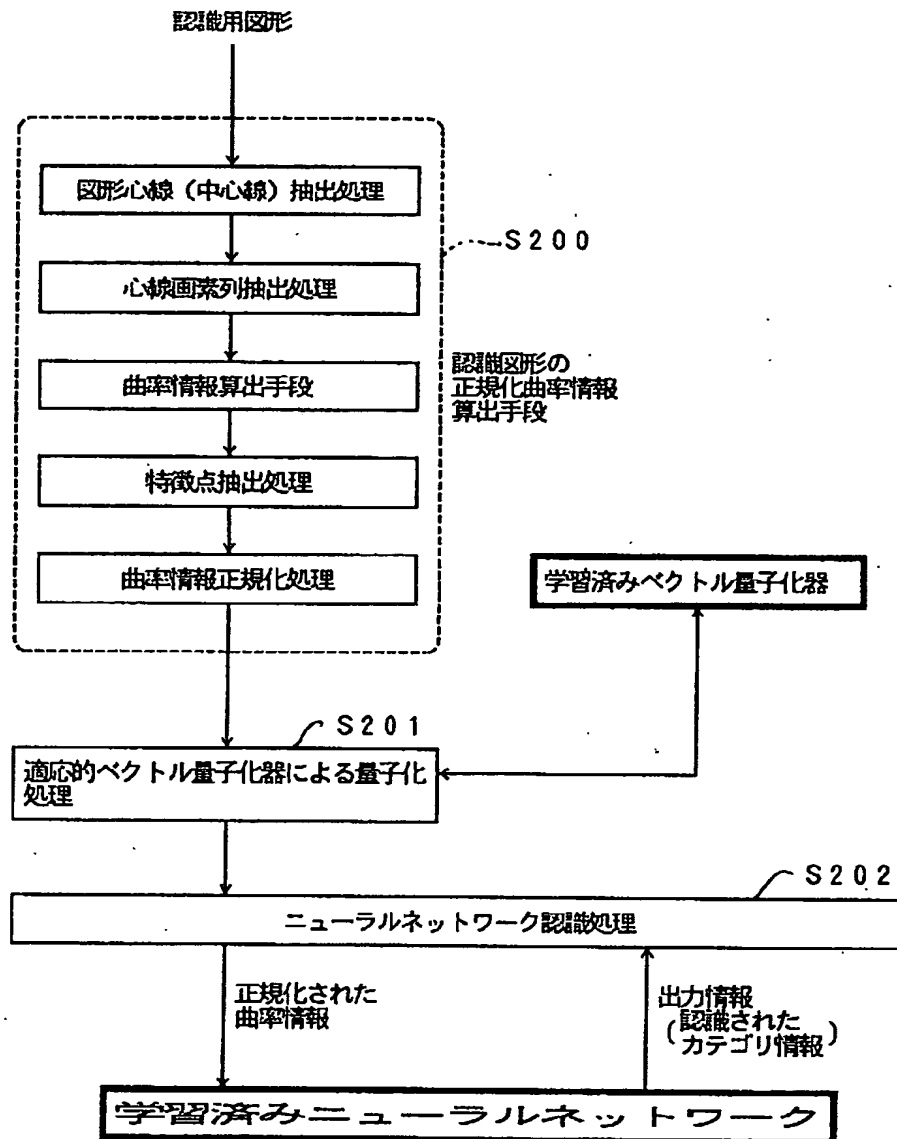 認識用図形
図形心線（中心線）抽出処理
S200
心線画素列抽出処理
曲率情報算出手段
認識図形の
正規化曲率情報
算出手段
特徴点抽出処理
曲率情報正規化処理
学習済みベクトル量子化器
S201
適応的ベクトル量子化器による量子化
処理
S202
ニューラルネットワーク認識処理
正規化された
曲率情報
出力情報
（認識された
カテゴリ情報）
学習済みニューラルネットワーク